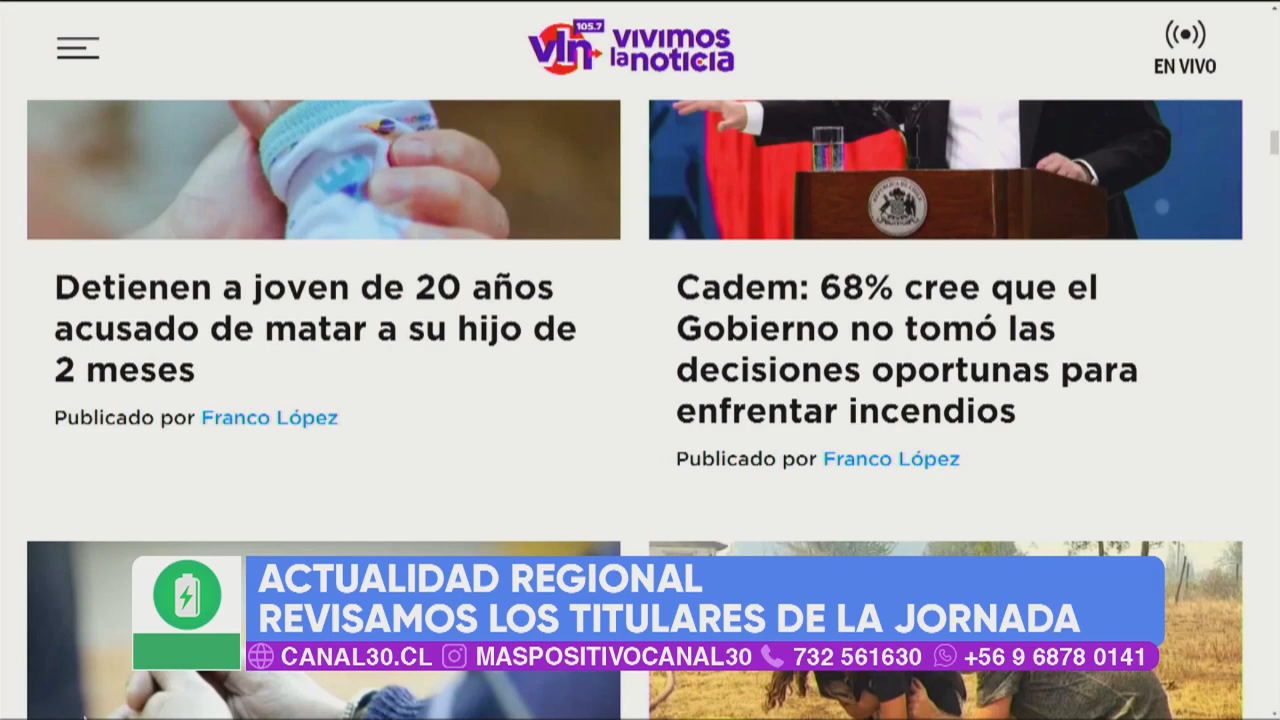 105.7
vln
VIVIMOS
la noticia
EN VIVO
Detienen a joven de 20 años
acusado de matar a su hijo de
2 meses
Publicado por Franco López
Cadem: 68% cree que el
Gobierno no tomó las
decisiones oportunas para
enfrentar incendios
Publicado por Franco López
ACTUALIDAD REGIONAL
REVISAMOS LOS TITULARES DE LA JORNADA
CANAL30.CL MASPOSITIVOCANAL30 732 561630 +56 9 6878 0141